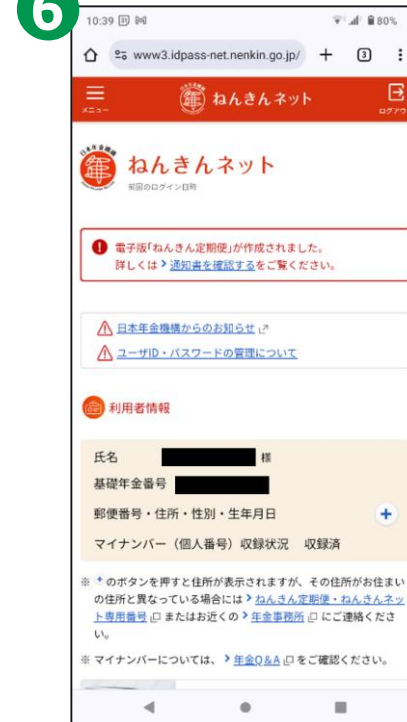 6
10:39 31 80%
www3.idpass-net.nenkin.go.jp/ + 3
メニュー ねんきんネット ログアウ
日本年金機構 年 ねんきんネット
前回のログイン日時
電子版「ねんきん定期便」が作成されました。
詳しくは > 通知書を確認するをご覧ください。
日本年金機構からのお知らせ
ユーザID・パスワードの管理について
利用者情報
氏名 様
基礎年金番号
郵便番号・住所・性別・生年月日 +
マイナンバー（個人番号）収録状況 収録済
※ + のボタンを押すと住所が表示されますが、その住所がお住まい
の住所と異なっている場合には > ねんきん定期便・ねんきんネッ
ト専用番号 またはお近くの > 年金事務所 にご連絡くださ
い。
※ マイナンバーについては、 > 年金Q&A をご確認ください。